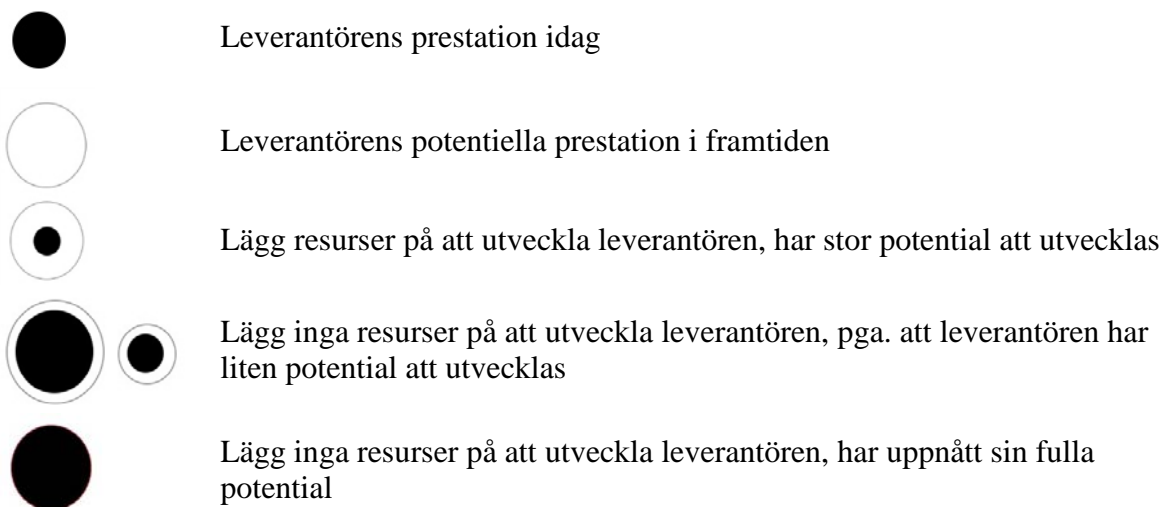 Leverantörens prestation idag
Leverantörens potentiella prestation i framtiden
Lägg resurser på att utveckla leverantören, har stor potential att utvecklas
Lägg inga resurser på att utveckla leverantören, pga. att leverantören har
liten potential att utvecklas
Lägg inga resurser på att utveckla leverantören, har uppnått sin fulla
potential